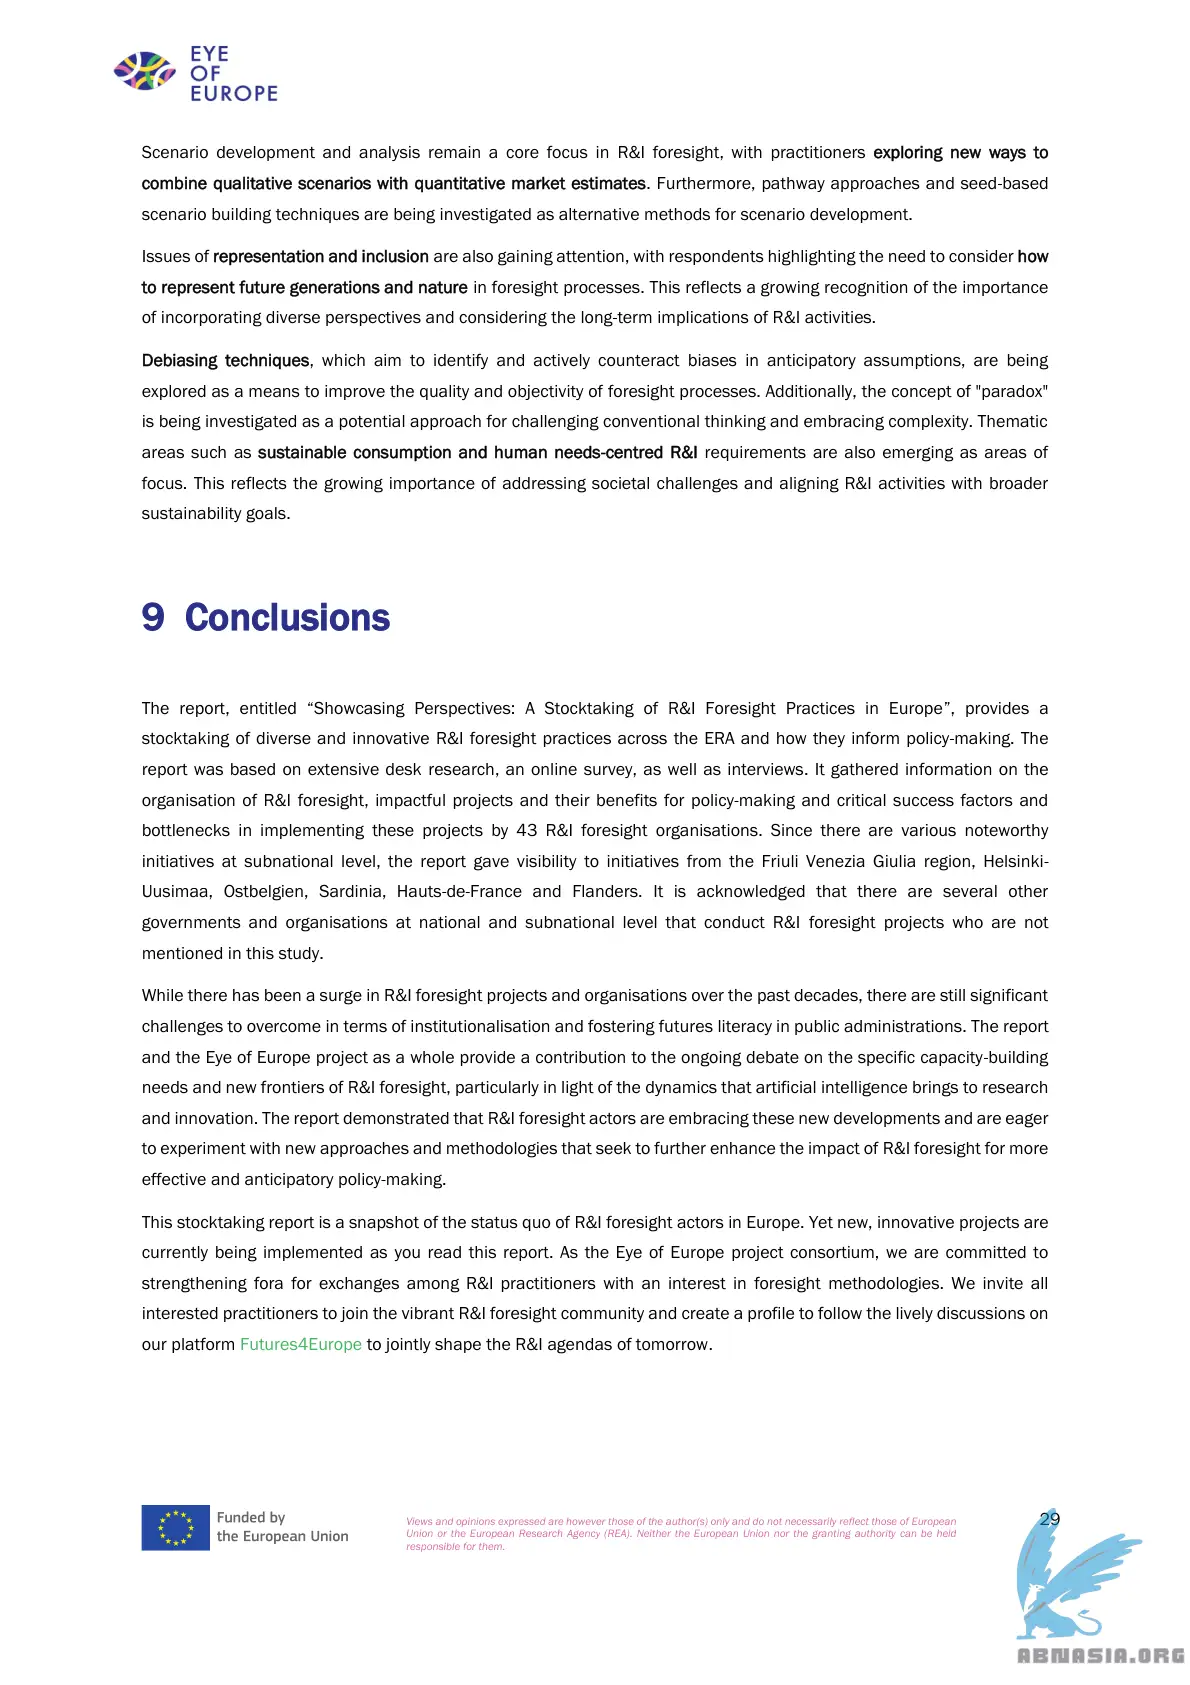 EYE
OF
EUROPE
Scenario development and analysis remain a core focus in R&I foresight, with practitioners exploring new ways to
combine qualitative scenarios with quantitative market estimates. Furthermore, pathway approaches and seed-based
scenario building techniques are being investigated as alternative methods for scenario development.
Issues of representation and inclusion are also gaining attention, with respondents highlighting the need to consider how
to represent future generations and nature in foresight processes. This reflects a growing recognition of the importance
of incorporating diverse perspectives and considering the long-term implications of R&I activities.
Debiasing techniques, which aim to identify and actively counteract biases in anticipatory assumptions, are being
explored as a means to improve the quality and objectivity of foresight processes. Additionally, the concept of "paradox"
is being investigated as a potential approach for challenging conventional thinking and embracing complexity. Thematic
areas such as sustainable consumption and human needs-centred R&I requirements are also emerging as areas of
focus. This reflects the growing importance of addressing societal challenges and aligning R&I activities with broader
sustainability goals.
9 Conclusions
The report, entitled “Showcasing Perspectives: A Stocktaking of R&I Foresight Practices in Europe”, provides a
stocktaking of diverse and innovative R&I foresight practices across the ERA and how they inform policy-making. The
report was based on extensive desk research, an online survey, as well as interviews. It gathered information on the
organisation of R&I foresight, impactful projects and their benefits for policy-making and critical success factors and
bottlenecks in implementing these projects by 43 R&I foresight organisations. Since there are various noteworthy
initiatives at subnational level, the report gave visibility to initiatives from the Friuli Venezia Giulia region, Helsinki-
Uusimaa, Ostbelgien, Sardinia, Hauts-de-France and Flanders. It is acknowledged that there are several other
governments and organisations at national and subnational level that conduct R&I foresight projects who are not
mentioned in this study.
While there has been a surge in R&I foresight projects and organisations over the past decades, there are still significant
challenges to overcome in terms of institutionalisation and fostering futures literacy in public administrations. The report
and the Eye of Europe project as a whole provide a contribution to the ongoing debate on the specific capacity-building
needs and new frontiers of R&I foresight, particularly in light of the dynamics that artificial intelligence brings to research
and innovation. The report demonstrated that R&I foresight actors are embracing these new developments and are eager
to experiment with new approaches and methodologies that seek to further enhance the impact of R&I foresight for more
effective and anticipatory policy-making.
This stocktaking report is a snapshot of the status quo of R&I foresight actors in Europe. Yet new, innovative projects are
currently being implemented as you read this report. As the Eye of Europe project consortium, we are committed to
strengthening fora for exchanges among R&I practitioners with an interest in foresight methodologies. We invite all
interested practitioners to join the vibrant R&I foresight community and create a profile to follow the lively discussions on
our platform Futures4Europe to jointly shape the R&I agendas of tomorrow.
Funded by
the European Union
Views and opinions expressed are however those of the author(s) only and do not necessarily reflect those of European
Union or the European Research Agency (REA). Neither the European Union nor the granting authority can be held
responsible for them.
29
ABNASIA.ORG